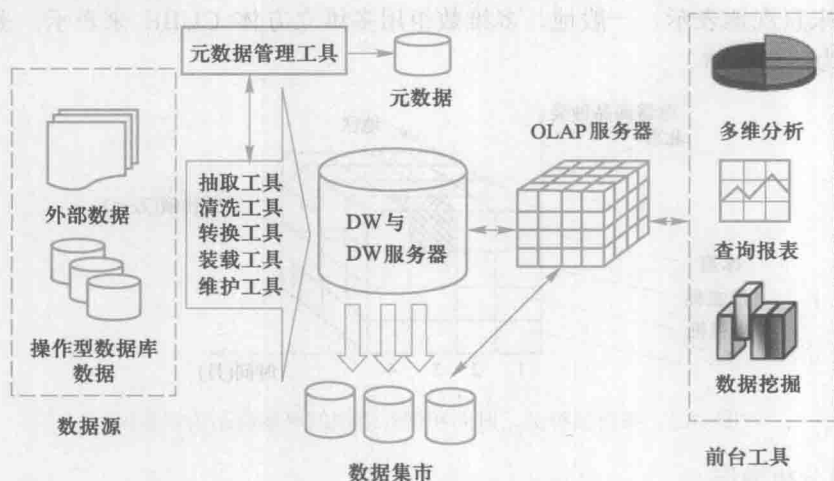 元数据管理工具
元数据
外部数据
操作型数据库
数据
数据源
抽取工具
清洗工具
转换工具
装载工具
维护工具
DW与
DW服务器
OLAP服务器
数据集市
多维分析
查询报表
数据挖掘
前台工具